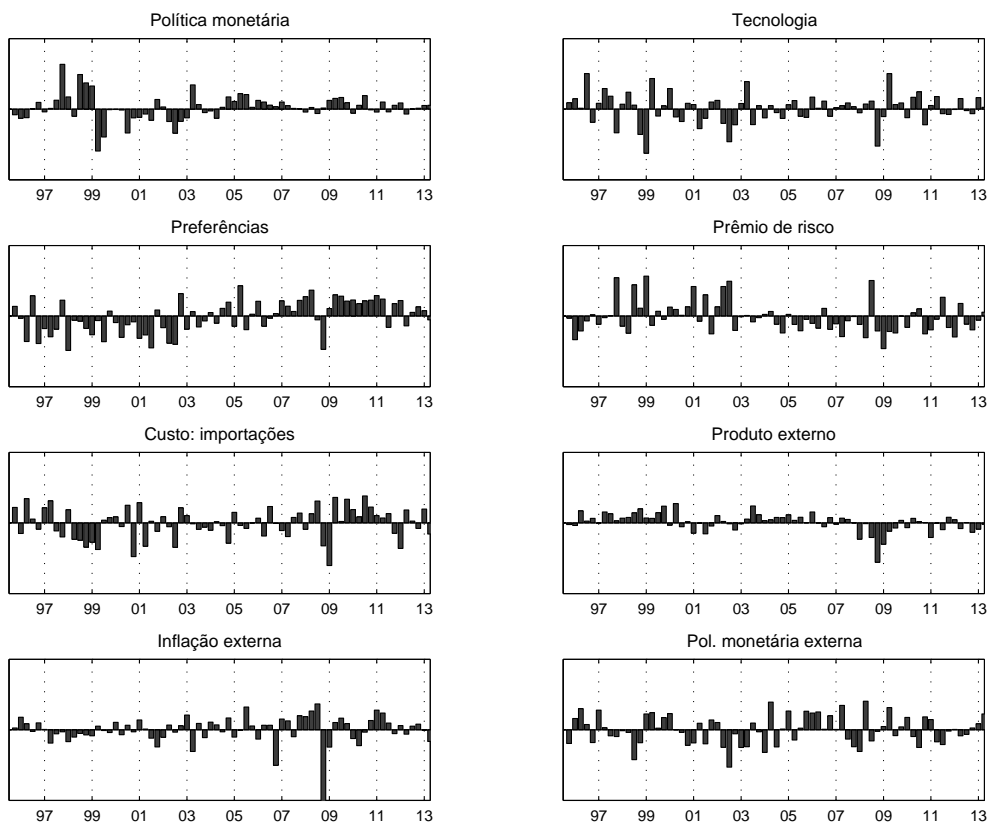 Política monetária
97 99 01 03 05 07 09 11 13
Tecnologia
97 99 01 03 05 07 09 11 13
Preferências
97 99 01 03 05 07 09 11 13
Prêmio de risco
97 99 01 03 05 07 09 11 13
Custo: importações
97 99 01 03 05 07 09 11 13
Produto externo
97 99 01 03 05 07 09 11 13
Inflação externa
97 99 01 03 05 07 09 11 13
Pol. monetária externa
97 99 01 03 05 07 09 11 13